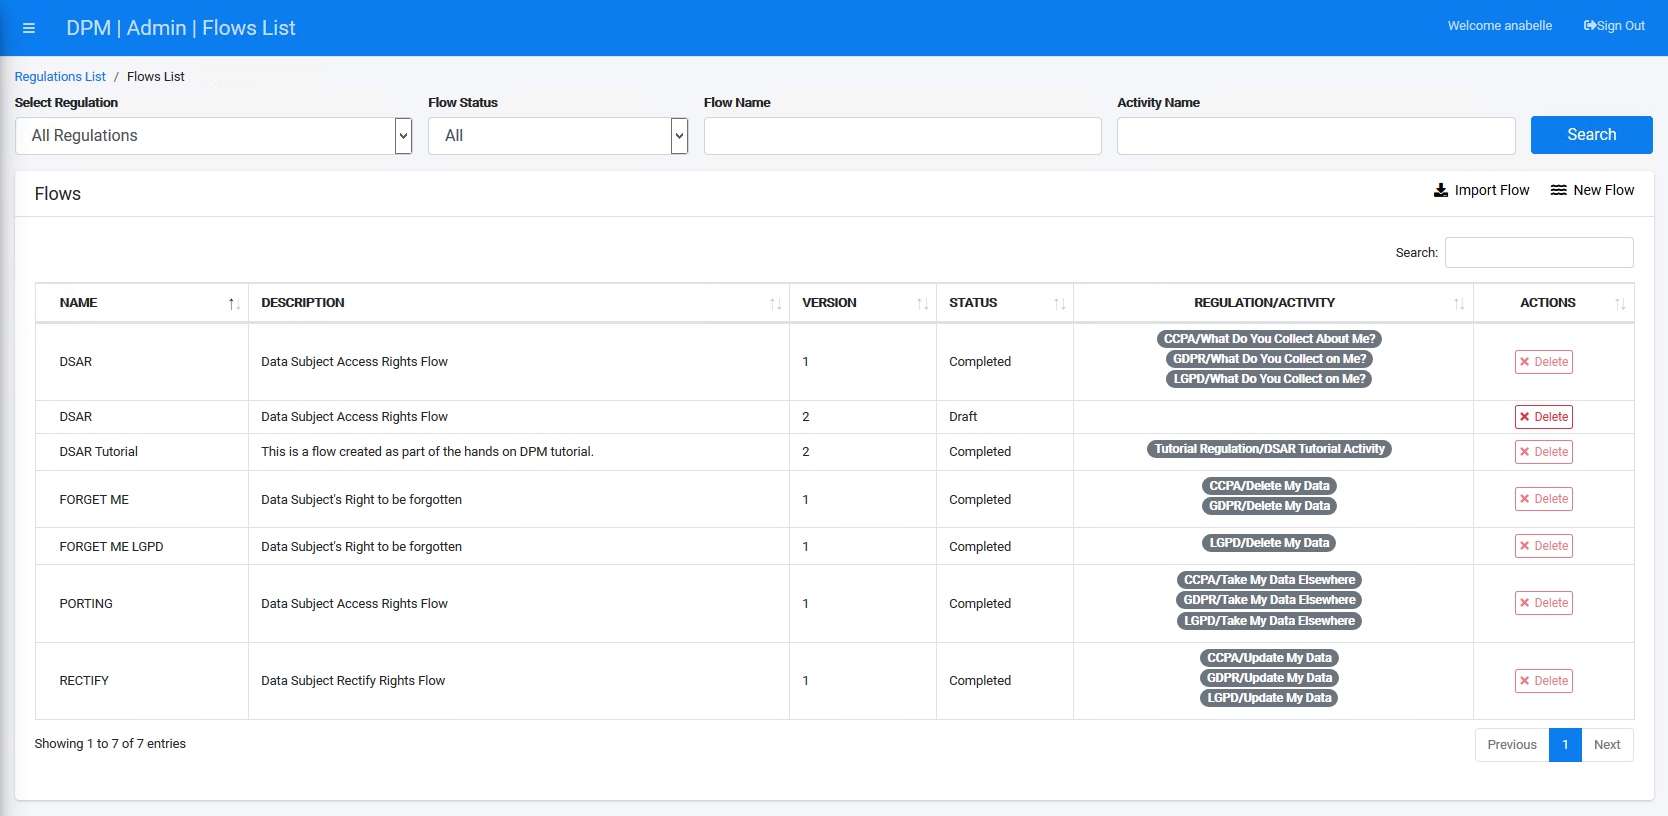 DPM | Admin | Flows List
Welcome anabelle
Sign Out
Regulations List / Flows List
Select Regulation
Flow Status
Flow Name
Activity Name
All Regulations
All
Search
Flows
Import Flow
New Flow
Search:
NAME DESCRIPTION VERSION STATUS REGULATION/ACTIVITY ACTIONS
DSAR Data Subject Access Rights Flow 1 Completed
CCPA/What Do You Collect About Me?
GDPR/What Do You Collect on Me?
LGPD/What Do You Collect on Me?
Delete
DSAR Data Subject Access Rights Flow 2 Draft Delete
DSAR Tutorial This is a flow created as part of the hands on DPM tutorial. 2 Completed Tutorial Regulation/DSAR Tutorial Activity Delete
FORGET ME Data Subject's Right to be forgotten 1 Completed
CCPA/Delete My Data
GDPR/Delete My Data
Delete
FORGET ME LGPD Data Subject's Right to be forgotten 1 Completed LGPD/Delete My Data Delete
PORTING Data Subject Access Rights Flow 1 Completed
CCPA/Take My Data Elsewhere
GDPR/Take My Data Elsewhere
LGPD/Take My Data Elsewhere
Delete
RECTIFY Data Subject Rectify Rights Flow 1 Completed
CCPA/Update My Data
GDPR/Update My Data
LGPD/Update My Data
Delete
Showing 1 to 7 of 7 entries
Previous 1 Next